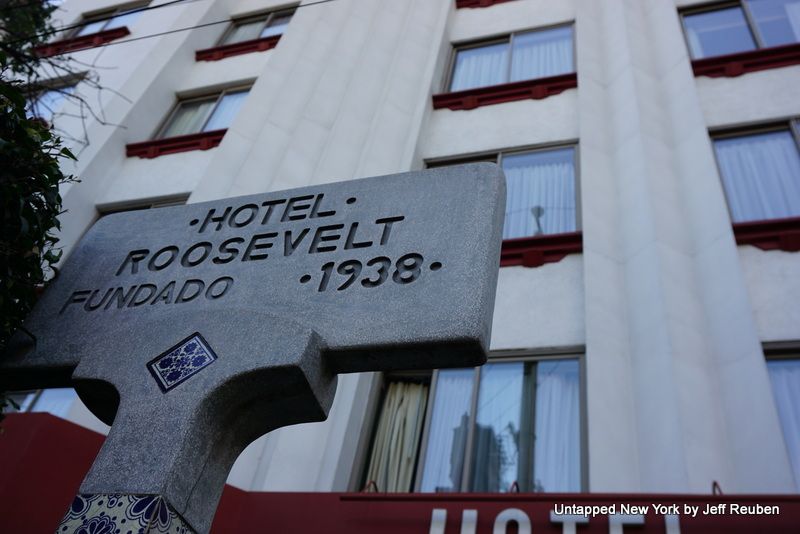 ·HOTEL·
ROOSEVELT
FUNDADO ·1938·
HOTEL
Untapped New York by Jeff Reuben